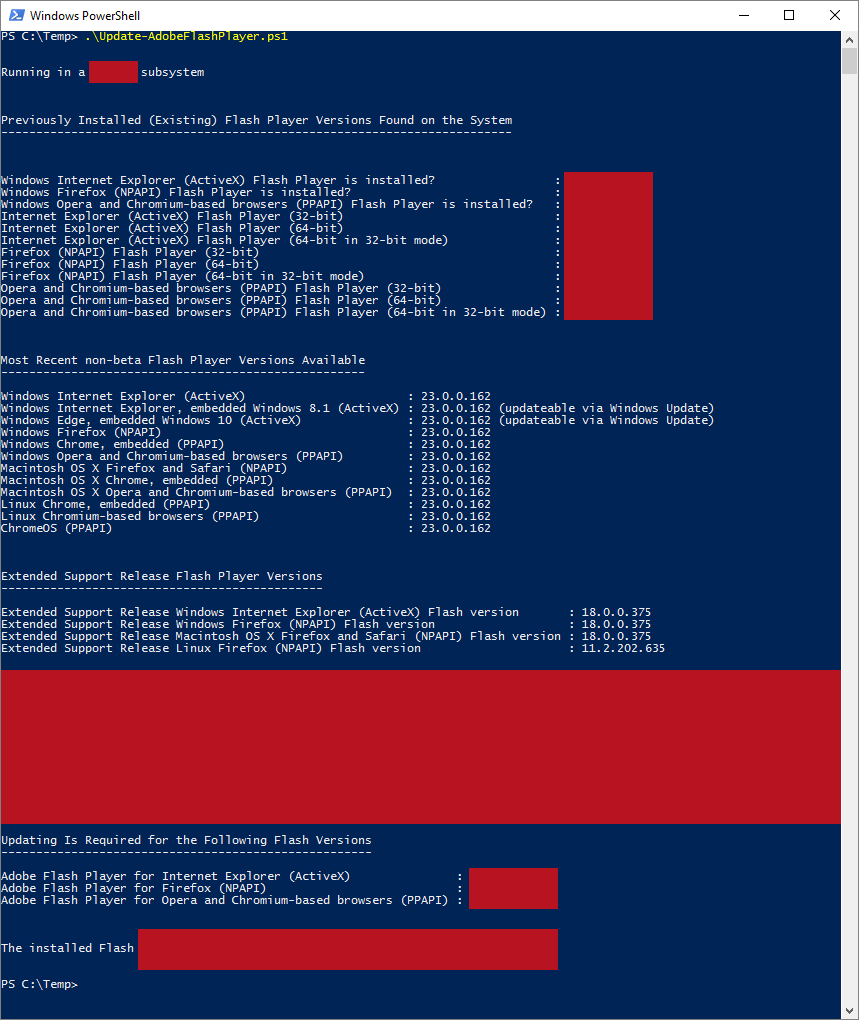 Windows PowerShell
PS C:\Temp> .\Update-AdobeFlashPlayer.ps1
Running in a subsystem
Previously Installed (Existing) Flash Player Versions Found on the System
-------------------------------------------------------------------------
Windows Internet Explorer (ActiveX) Flash Player is installed? :
Windows Firefox (NPAPI) Flash Player is installed? :
Windows Opera and Chromium-based browsers (PPAPI) Flash Player is installed? :
Internet Explorer (ActiveX) Flash Player (32-bit) :
Internet Explorer (ActiveX) Flash Player (64-bit) :
Internet Explorer (ActiveX) Flash Player (64-bit in 32-bit mode) :
Firefox (NPAPI) Flash Player (32-bit) :
Firefox (NPAPI) Flash Player (64-bit) :
Firefox (NPAPI) Flash Player (64-bit in 32-bit mode) :
Opera and Chromium-based browsers (PPAPI) Flash Player (32-bit) :
Opera and Chromium-based browsers (PPAPI) Flash Player (64-bit) :
Opera and Chromium-based browsers (PPAPI) Flash Player (64-bit in 32-bit mode) :
Most Recent non-beta Flash Player Versions Available
----------------------------------------------------
Windows Internet Explorer (ActiveX) : 23.0.0.162
Windows Internet Explorer, embedded Windows 8.1 (ActiveX) : 23.0.0.162 (updateable via Windows Update)
Windows Edge, embedded Windows 10 (ActiveX) : 23.0.0.162 (updateable via Windows Update)
Windows Firefox (NPAPI) : 23.0.0.162
Windows Chrome, embedded (PPAPI) : 23.0.0.162
Windows Opera and Chromium-based browsers (PPAPI) : 23.0.0.162
Macintosh OS X Firefox and Safari (NPAPI) : 23.0.0.162
Macintosh OS X Chrome, embedded (PPAPI) : 23.0.0.162
Macintosh OS X Opera and Chromium-based browsers (PPAPI) : 23.0.0.162
Linux Chrome, embedded (PPAPI) : 23.0.0.162
Linux Chromium-based browsers (PPAPI) : 23.0.0.162
ChromeOS (PPAPI) : 23.0.0.162
Extended Support Release Flash Player Versions
----------------------------------------------
Extended Support Release Windows Internet Explorer (ActiveX) Flash version : 18.0.0.375
Extended Support Release Windows Firefox (NPAPI) Flash version : 18.0.0.375
Extended Support Release Macintosh OS X Firefox and Safari (NPAPI) Flash version : 18.0.0.375
Extended Support Release Linux Firefox (NPAPI) Flash version : 11.2.202.635
Updating Is Required for the Following Flash Versions
-----------------------------------------------------
Adobe Flash Player for Internet Explorer (ActiveX) :
Adobe Flash Player for Firefox (NPAPI) :
Adobe Flash Player for Opera and Chromium-based browsers (PPAPI) :
The installed Flash
PS C:\Temp>